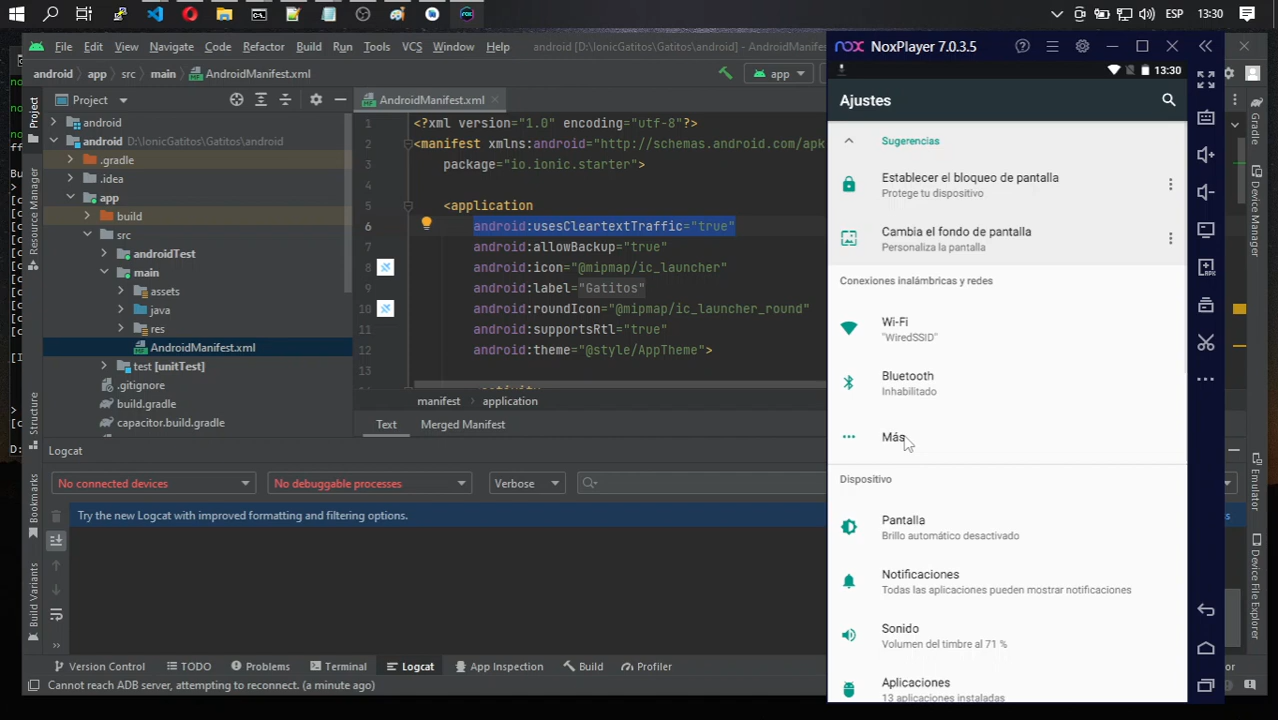 ESP
13:30
File Edit View Navigate Code Refactor Build Run Tools VCS Window Help
android [D:\IonicGatitos\Gatitos\android] - AndroidManifest
android app src main AndroidManifest.xml
app
Project
android
android D:\IonicGatitos\Gatitos\android
.gradle
.idea
app
build
src
androidTest
main
assets
java
res
AndroidManifest.xml
test [unitTest]
.gitignore
build.gradle
capacitor.build.gradle
AndroidManifest.xml
1 <?xml version="1.0" encoding="utf-8"?>
2 <manifest xmlns:android="http://schemas.android.com/apk
3 package="io.ionic.starter">
4
5 <application
6 android:usesCleartextTraffic="true"
7 android:allowBackup="true"
8 android:icon="@mipmap/ic_launcher"
9 android:label="Gatitos"
10 android:roundIcon="@mipmap/ic_launcher_round"
11 android:supportsRtl="true"
12 android:theme="@style/AppTheme">
13
manifest application
Text Merged Manifest
Logcat
No connected devices
No debuggable processes
Verbose
Try the new Logcat with improved formatting and filtering options.
Version Control TODO Problems Terminal Logcat App Inspection Build Profiler
Cannot reach ADB server, attempting to reconnect. (a minute ago)
Project
Resource Manager
Structure
Bookmarks
Build Variants
Gradle
Device Manager
Emulator
Device File Explorer
nox NoxPlayer 7.0.3.5
13:30
Ajustes
Sugerencias
Establecer el bloqueo de pantalla
Protege tu dispositivo
Cambia el fondo de pantalla
Personaliza la pantalla
Conexiones inalámbricas y redes
Wi-Fi
"WiredSSID"
Bluetooth
Inhabilitado
Más
Dispositivo
Pantalla
Brillo automático desactivado
Notificaciones
Todas las aplicaciones pueden mostrar notificaciones
Sonido
Volumen del timbre al 71 %
Aplicaciones
13 aplicaciones instaladas